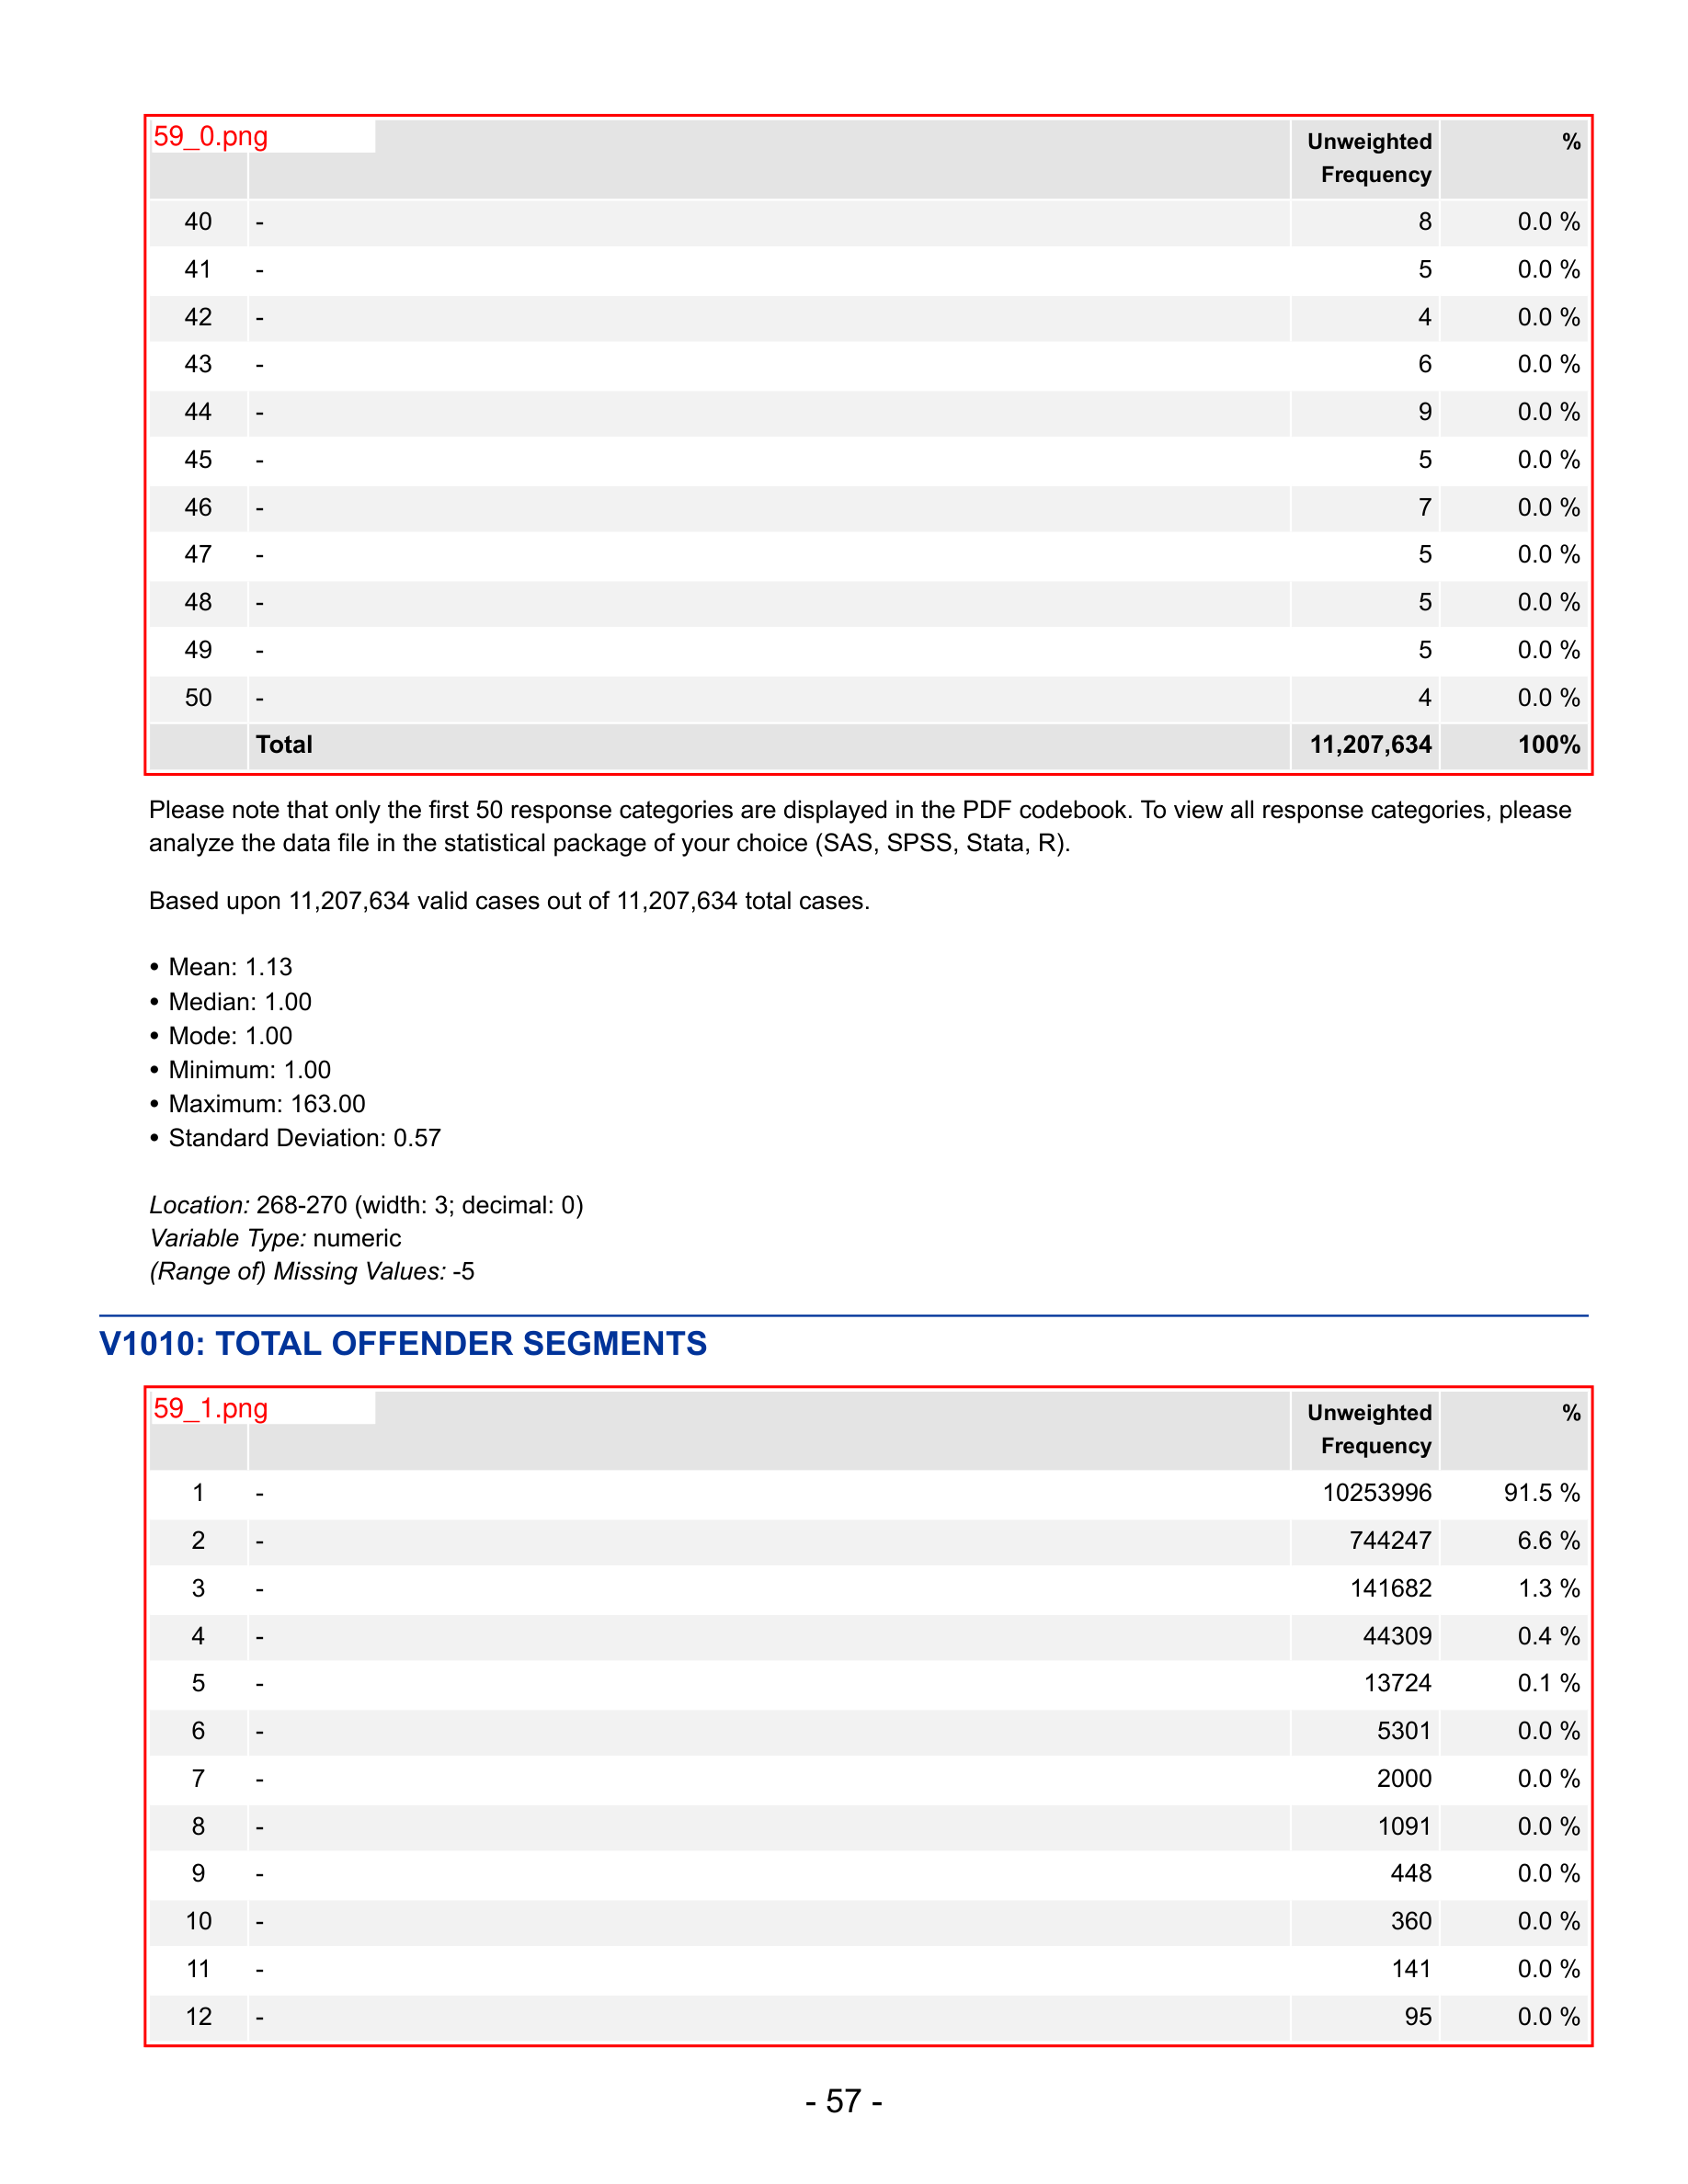 59_0.png
Unweighted Frequency %
40 - 8 0.0 %
41 - 5 0.0 %
42 - 4 0.0 %
43 - 6 0.0 %
44 - 9 0.0 %
45 - 5 0.0 %
46 - 7 0.0 %
47 - 5 0.0 %
48 - 5 0.0 %
49 - 5 0.0 %
50 - 4 0.0 %
Total 11,207,634 100%
Please note that only the first 50 response categories are displayed in the PDF codebook. To view all response categories, please
analyze the data file in the statistical package of your choice (SAS, SPSS, Stata, R).
Based upon 11,207,634 valid cases out of 11,207,634 total cases.
• Mean: 1.13
• Median: 1.00
• Mode: 1.00
• Minimum: 1.00
• Maximum: 163.00
• Standard Deviation: 0.57
Location: 268-270 (width: 3; decimal: 0)
Variable Type: numeric
(Range of) Missing Values: -5
V1010: TOTAL OFFENDER SEGMENTS
59_1.png
Unweighted Frequency %
1 - 10253996 91.5 %
2 - 744247 6.6 %
3 - 141682 1.3 %
4 - 44309 0.4 %
5 - 13724 0.1 %
6 - 5301 0.0 %
7 - 2000 0.0 %
8 - 1091 0.0 %
9 - 448 0.0 %
10 - 360 0.0 %
11 - 141 0.0 %
12 - 95 0.0 %
- 57 -